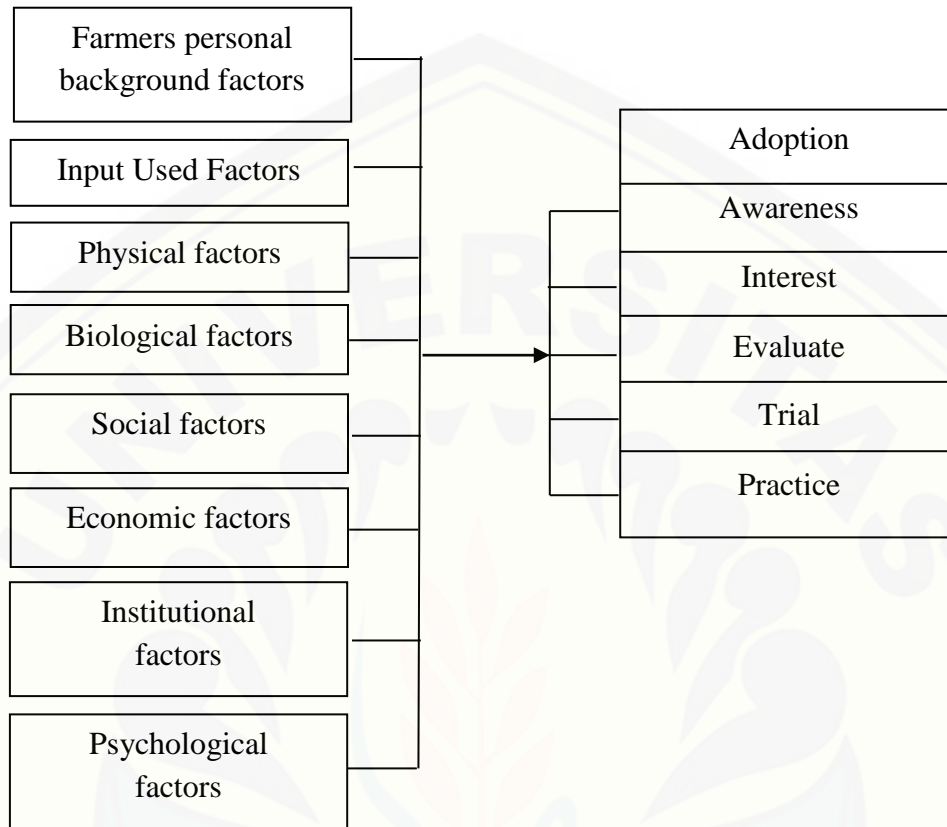 Farmers personal
background factors
Input Used Factors
Physical factors
Biological factors
Social factors
Economic factors
Institutional
factors
Psychological
factors
Adoption
Awareness
Interest
Evaluate
Trial
Practice
UNIVERSITAS